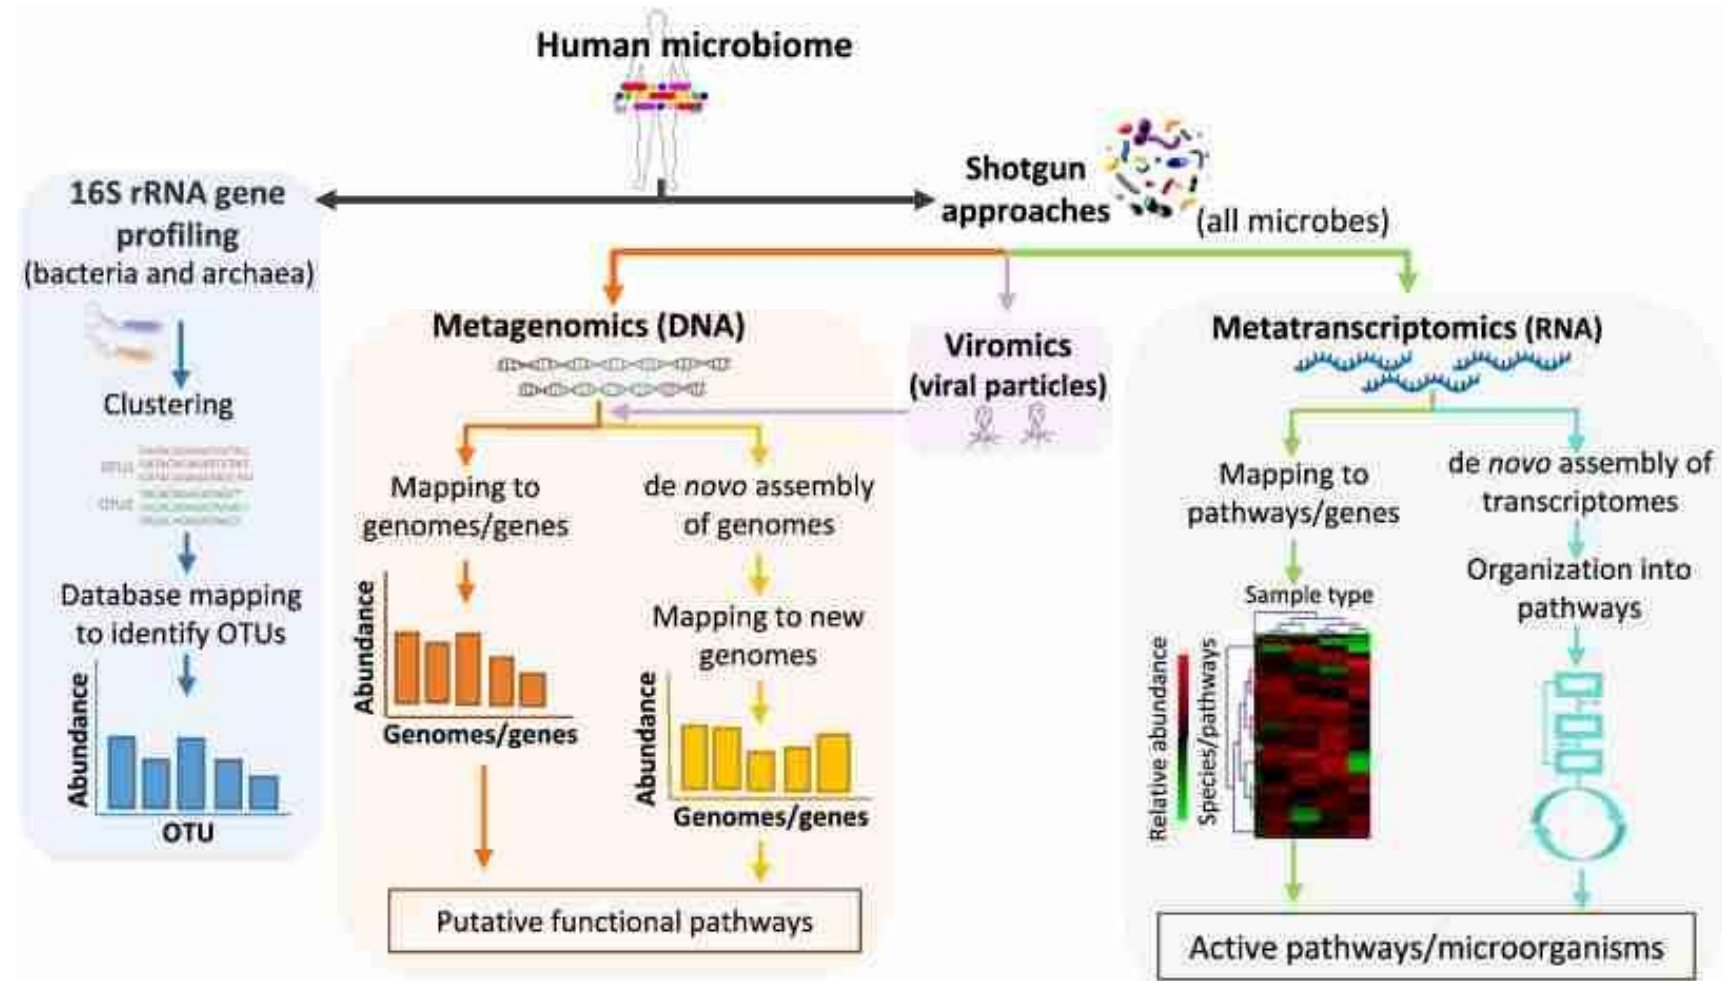 Human microbiome
16S rRNA gene
profiling
(bacteria and archaea)
Clustering
Database mapping
to identify OTUs
Abundance
OTU
Shotgun
approaches
(all microbes)
Metagenomics (DNA)
Mapping to
genomes/genes
Abundance
Genomes/genes
de novo assembly
of genomes
Mapping to new
genomes
Abundance
Genomes/genes
Putative functional pathways
Viromics
(viral particles)
Metatranscriptomics (RNA)
Mapping to
pathways/genes
Sample type
Relative abundance
Species/pathways
de novo assembly of
transcriptomes
Organization into
pathways
Active pathways/microorganisms